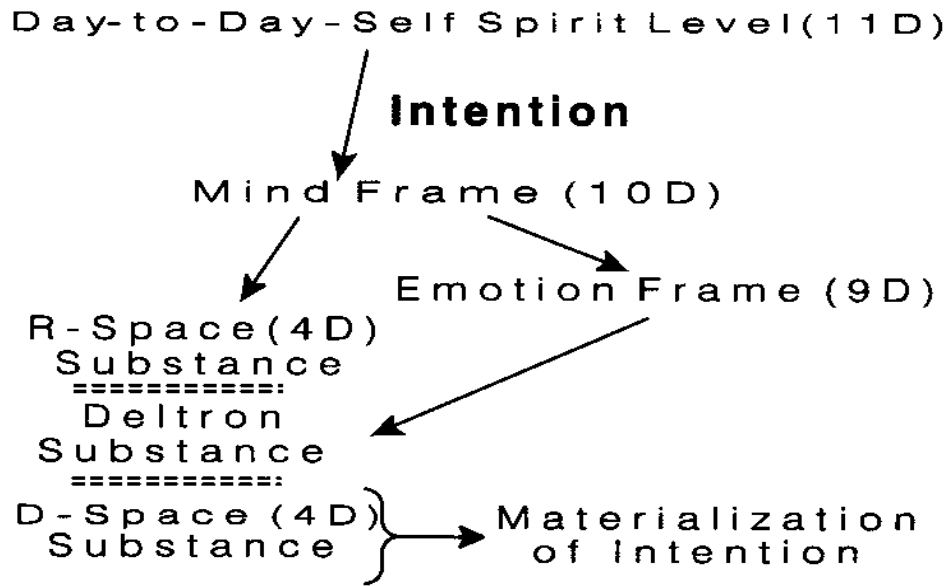 Day-to-Day-Self Spirit Level(11D)
Intention
Mind Frame (10D)
Emotion Frame (9D)
R-Space(4D)
Substance
===========:
Deltron
Substance
===========:
D-Space (4D)
Substance
Materialization
of Intention